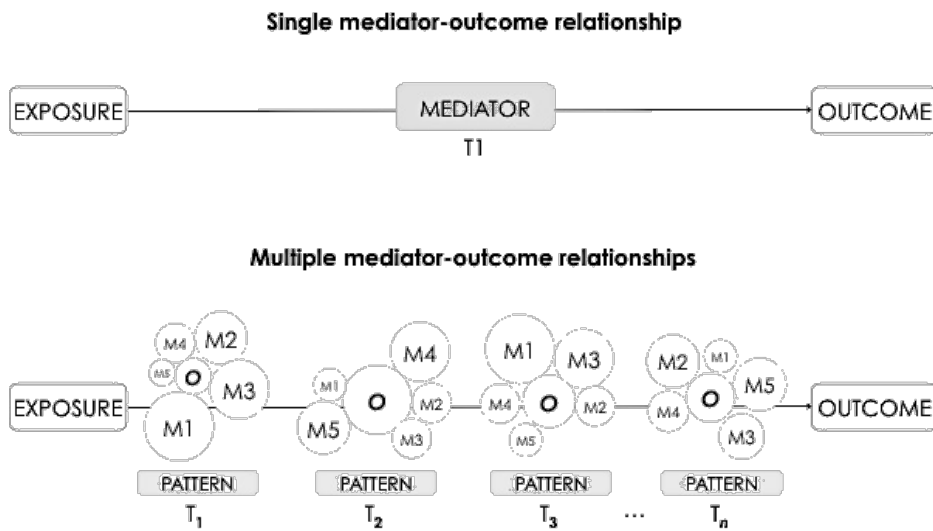 Single mediator-outcome relationship
EXPOSURE
MEDIATOR
OUTCOME
T1
Multiple mediator-outcome relationships
EXPOSURE
M4
M2
M5
O
M3
M1
PATTERN
T1
M4
M1
O
M2
M5
M3
PATTERN
T2
M1
M3
M4
O
M2
M5
PATTERN
T3
...
M2
M1
M5
O
M4
M3
PATTERN
Tn
OUTCOME